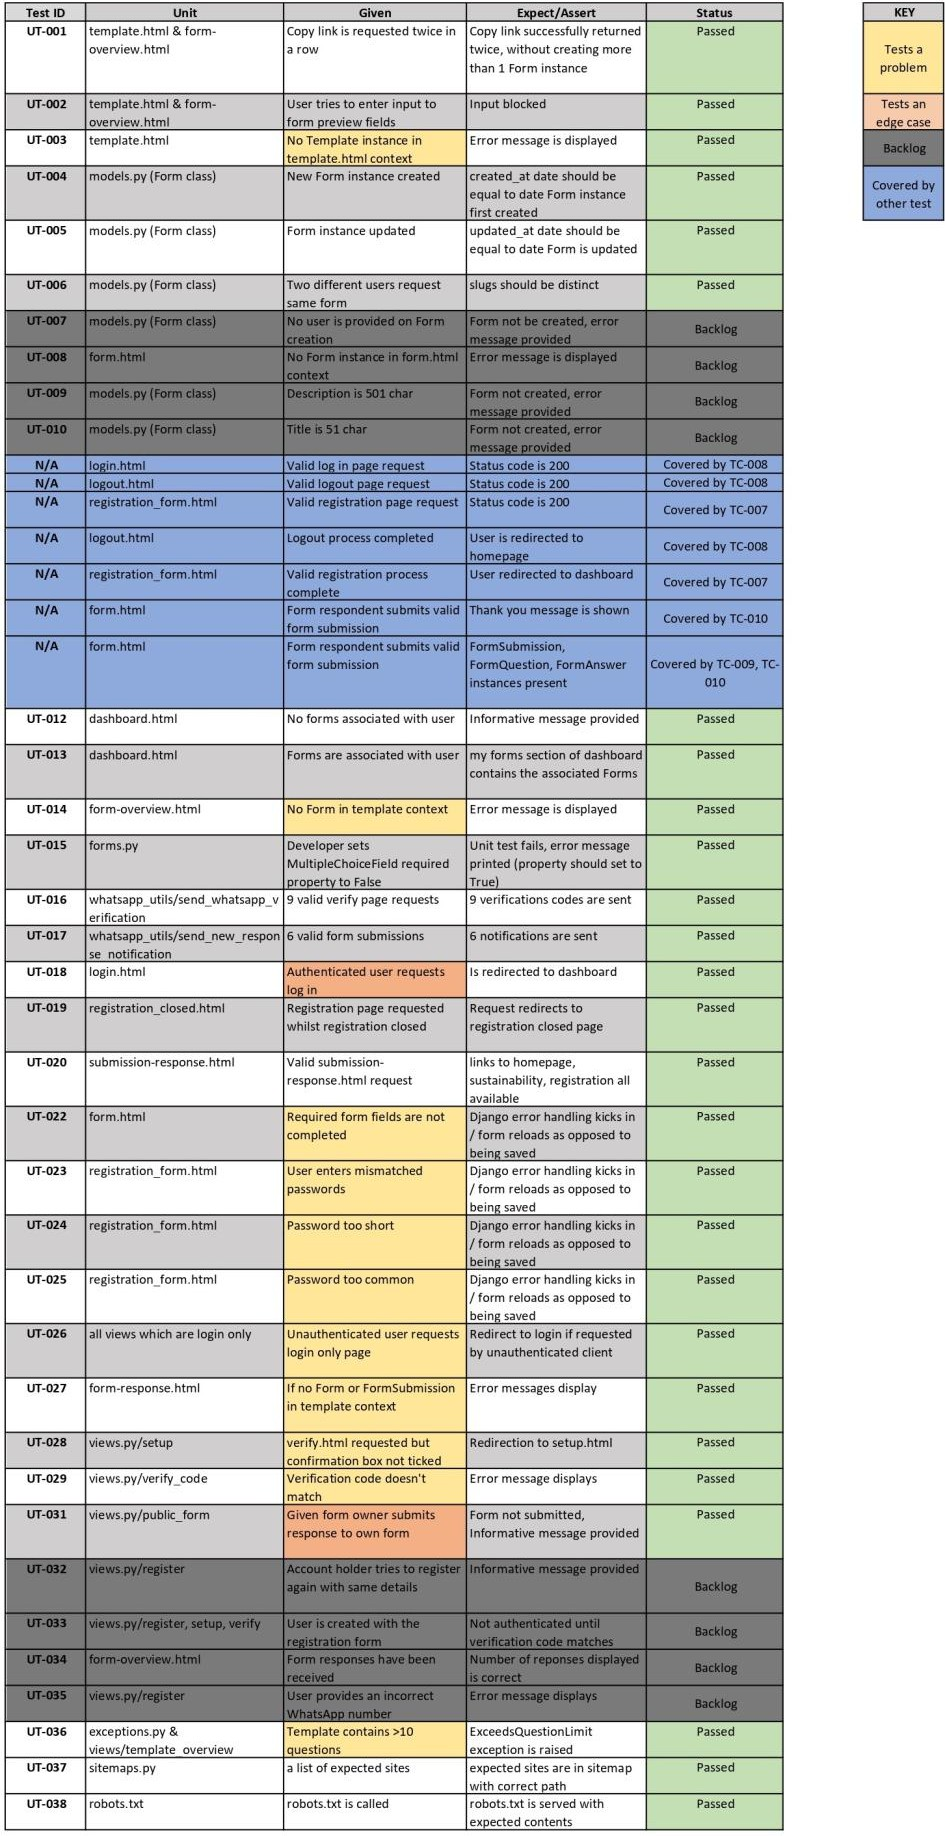 Test ID Unit Given Expect/Assert Status
UT-001 template.html & form- Copy link is requested twice in Copy link successfully returned Passed
overview.html a row twice, without creating more
than 1 Form instance
UT-002 template.html & form- User tries to enter input to Input blocked Passed
overview.html form preview fields
UT-003 template.html No Template instance in Error message is displayed Passed
template.html context
UT-004 models.py (Form class) New Form instance created created_at date should be Passed
equal to date Form instance
first created
UT-005 models.py (Form class) Form instance updated updated_at date should be Passed
equal to date Form is updated
UT-006 models.py (Form class) Two different users request slugs should be distinct Passed
same form
UT-007 models.py (Form class) No user is provided on Form Form not be created, error Backlog
creation message provided
UT-008 form.html No Form instance in form.html Error message is displayed Backlog
context
UT-009 models.py (Form class) Description is 501 char Form not created, error Backlog
message provided
UT-010 models.py (Form class) Title is 51 char Form not created, error Backlog
message provided
N/A login.html Valid log in page request Status code is 200 Covered by TC-008
N/A logout.html Valid logout page request Status code is 200 Covered by TC-008
N/A registration_form.html Valid registration page request Status code is 200 Covered by TC-007
N/A logout.html Logout process completed User is redirected to Covered by TC-008
homepage
N/A registration_form.html Valid registration process User redirected to dashboard Covered by TC-007
complete
N/A form.html Form respondent submits valid Thank you message is shown Covered by TC-010
form submission
N/A form.html Form respondent submits valid FormSubmission, Covered by TC-009, TC-
form submission FormQuestion, FormAnswer 010
instances present
UT-012 dashboard.html No forms associated with user Informative message provided Passed
UT-013 dashboard.html Forms are associated with user my forms section of dashboard Passed
contains the associated Forms
UT-014 form-overview.html No Form in template context Error message is displayed Passed
UT-015 forms.py Developer sets Unit test fails, error message Passed
MultipleChoiceField required printed (property should set to
property to False True)
UT-016 whatsapp_utils/send_whatsapp_v 9 valid verify page requests 9 verifications codes are sent Passed
erification
UT-017 whatsapp_utils/send_new_respon 6 valid form submissions 6 notifications are sent Passed
se_notification
UT-018 login.html Authenticated user requests Is redirected to dashboard Passed
log in
UT-019 registration_closed.html Registration page requested Request redirects to Passed
whilst registration closed registration closed page
UT-020 submission-response.html Valid submission- links to homepage, Passed
response.html request sustainability, registration all
available
UT-022 form.html Required form fields are not Django error handling kicks in Passed
completed / form reloads as opposed to
being saved
UT-023 registration_form.html User enters mismatched Django error handling kicks in Passed
passwords / form reloads as opposed to
being saved
UT-024 registration_form.html Password too short Django error handling kicks in Passed
/ form reloads as opposed to
being saved
UT-025 registration_form.html Password too common Django error handling kicks in Passed
/ form reloads as opposed to
being saved
UT-026 all views which are login only Unauthenticated user requests Redirect to login if requested Passed
login only page by unauthenticated client
UT-027 form-response.html If no Form or FormSubmission Error messages display Passed
in template context
UT-028 views.py/setup verify.html requested but Redirection to setup.html Passed
confirmation box not ticked
UT-029 views.py/verify_code Verification code doesn't Error message displays Passed
match
UT-031 views.py/public_form Given form owner submits Form not submitted, Passed
response to own form Informative message provided
UT-032 views.py/register Account holder tries to register Informative message provided Backlog
again with same details
UT-033 views.py/register, setup, verify User is created with the Not authenticated until Backlog
registration form verification code matches
UT-034 form-overview.html Form responses have been Number of reponses displayed Backlog
received is correct
UT-035 views.py/register User provides an incorrect Error message displays Backlog
WhatsApp number
UT-036 exceptions.py & Template contains >10 ExceedsQuestionLimit Passed
views/template_overview questions exception is raised
UT-037 sitemaps.py a list of expected sites expected sites are in sitemap Passed
with correct path
UT-038 robots.txt robots.txt is called robots.txt is served with Passed
expected contents
KEY
Tests a
problem
Tests an
edge case
Backlog
Covered by
other test